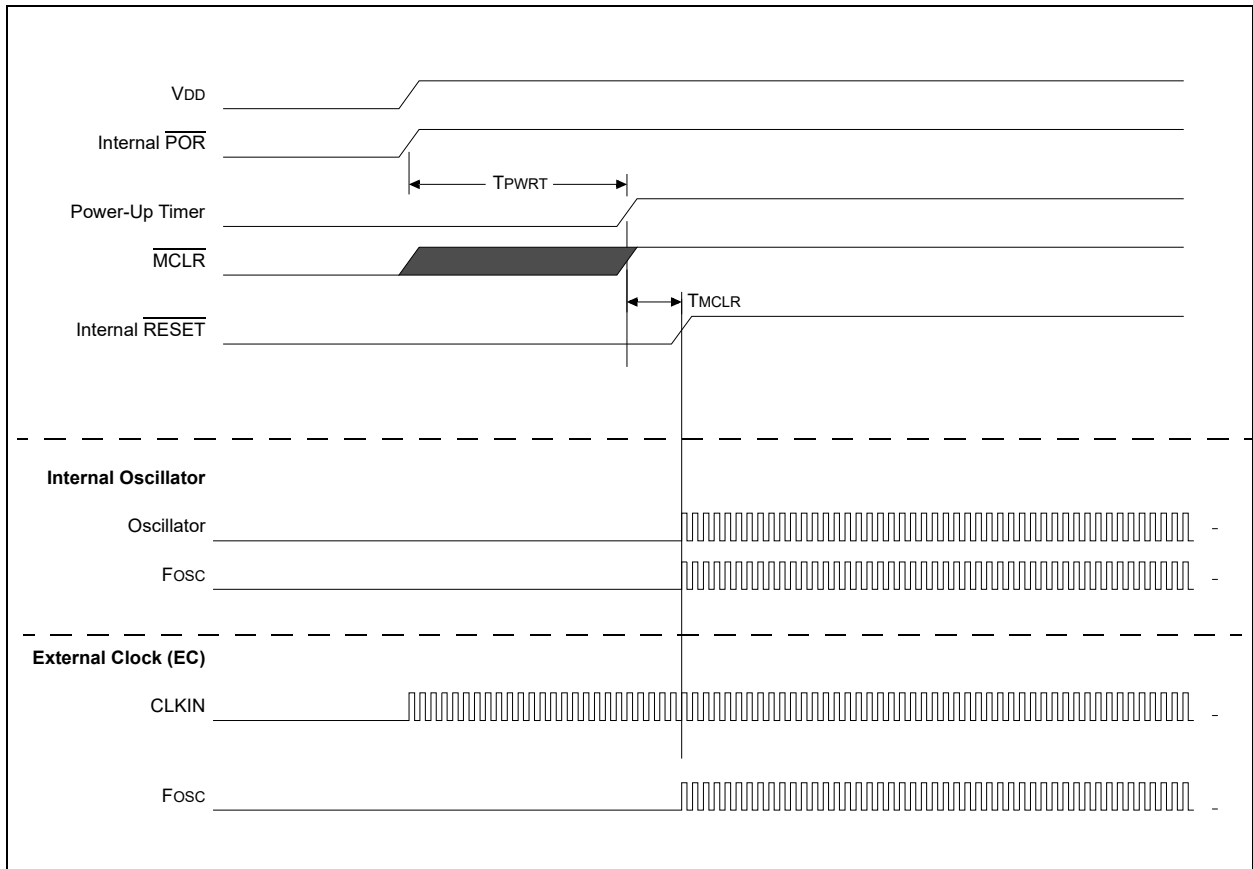 VDD
Internal POR
TPWRT
Power-Up Timer
MCLR
TMCLR
Internal RESET
Internal Oscillator
Oscillator
FOSC
External Clock (EC)
CLKIN
FOSC